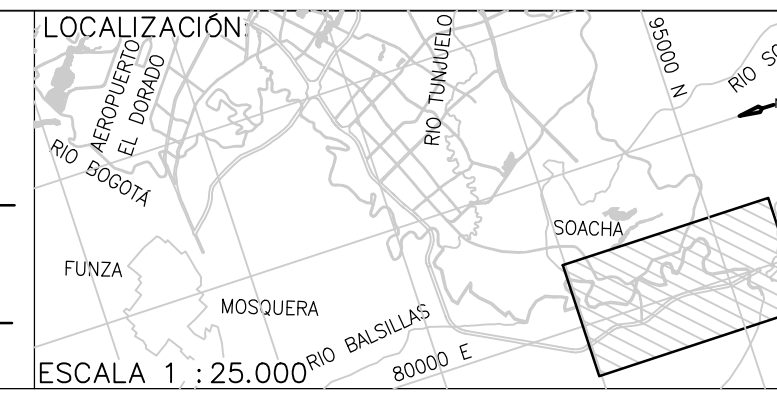 LOCALIZACIÓN:
AEROPUERTO
EL DORADO
RIO BOGOTÁ
RIO TUNJUELO
95000 N
RIO SO
SOACHA
FUNZA
MOSQUERA
RIO BALSILLAS
80000 E
ESCALA 1 : 25.000